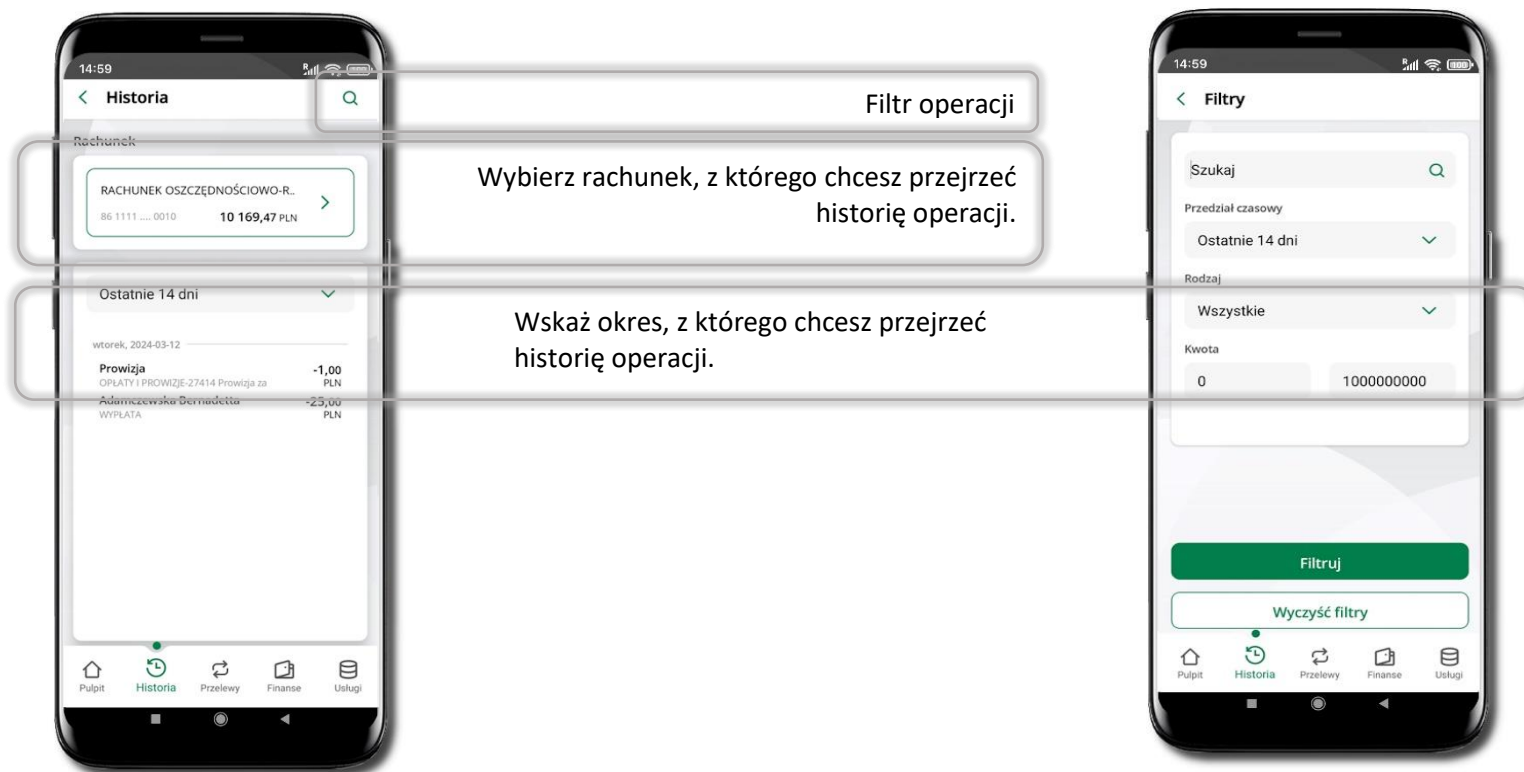 14:59
Historia
Rachunek
RACHUNEK OSZCZĘDNOŚCIOWO-R..
86 1111 .... 0010 10 169,47 PLN
Ostatnie 14 dni
wtorek, 2024-03-12
Prowizja -1,00
OPŁATY I PROWIZJE-27414 Prowizja za PLN
Adamczewska Bernadetta -25,00
WYPŁATA PLN
Pulpit Historia Przelewy Finanse Usługi
Filtr operacji
Wybierz rachunek, z którego chcesz przejrzeć
historię operacji.
Wskaż okres, z którego chcesz przejrzeć
historię operacji.
14:59
Filtry
Szukaj
Przedział czasowy
Ostatnie 14 dni
Rodzaj
Wszystkie
Kwota
0 1000000000
Filtruj
Wyczyść filtry
Pulpit Historia Przelewy Finanse Usługi